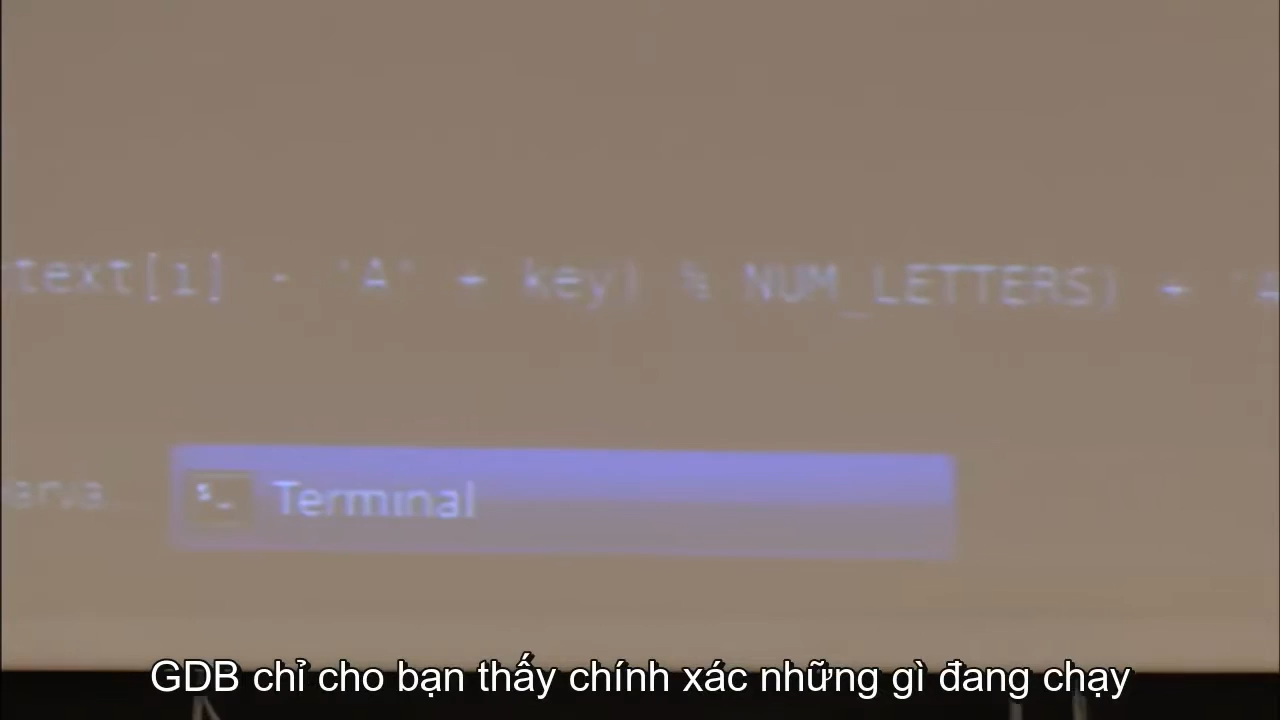 text[i] - 'A' + key) % NUM_LETTERS) + 'A
Terminal
GDB chỉ cho bạn thấy chính xác những gì đang chạy